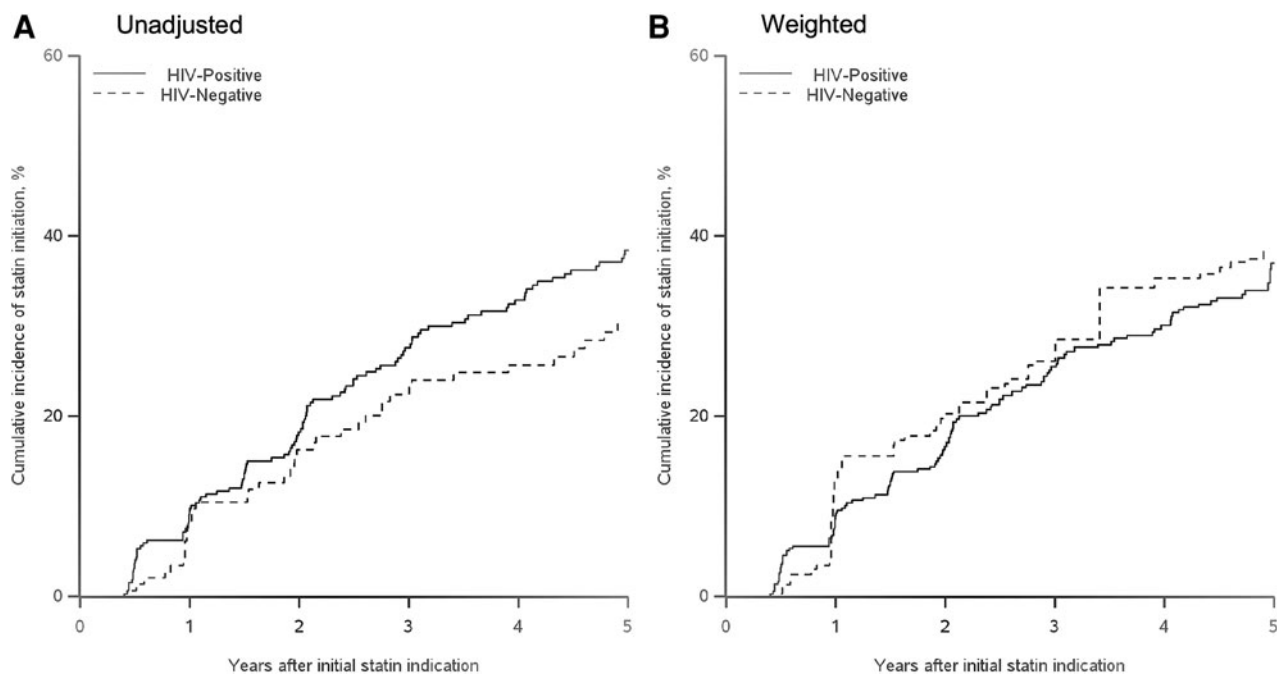 A Unadjusted
60
HIV-Positive
HIV-Negative
40
20
0
Cumulative incidence of statin initiation, %
0 1 2 3 4 5
Years after initial statin indication
B Weighted
60
HIV-Positive
HIV-Negative
40
20
0
Cumulative incidence of statin initiation, %
0 1 2 3 4 5
Years after initial statin indication